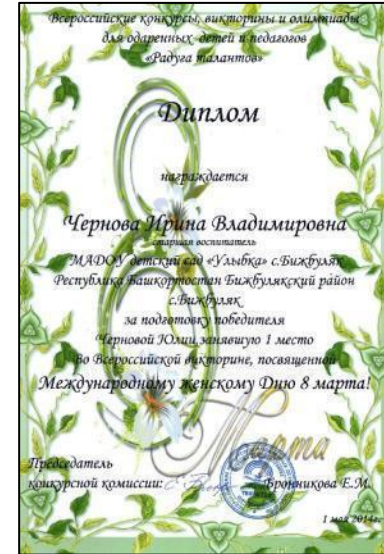 Всероссийские конкурсы, викторины и олимпиады
для одаренных детей и педагогов
«Радуга талантов»
Диплом
награждается
Чернова Ирина Владимировна
старший воспитатель
МАДОУ детский сад «Улыбка» с.Бижбуляк
Республика Башкортостан Бижбулякский район
с.Бижбуляк
за подготовку победителя
Черновой Юлии,занявшую 1 место
Во Всероссийской викторине, посвященной
Международному женскому Дню 8 марта!
8 Марта
Председатель
конкурсной комиссии:
Бронникова Е.М.
1 мая 2014г.